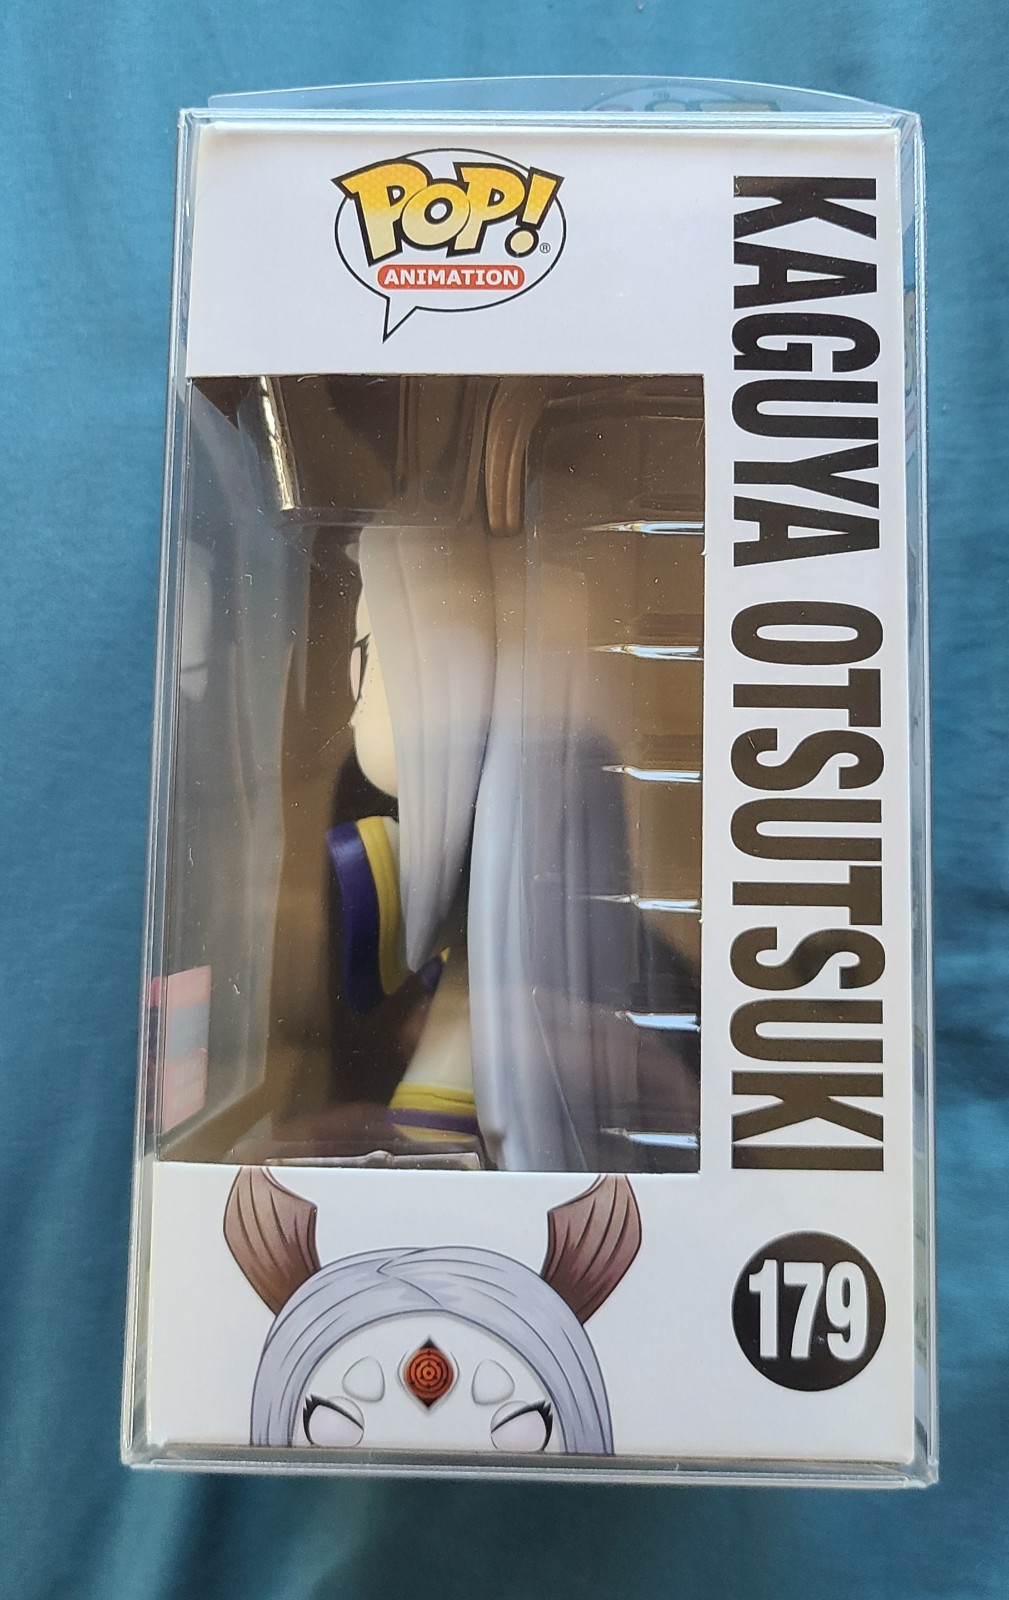 POP!®
ANIMATION
KAGUYA OTSUTSUKI
179